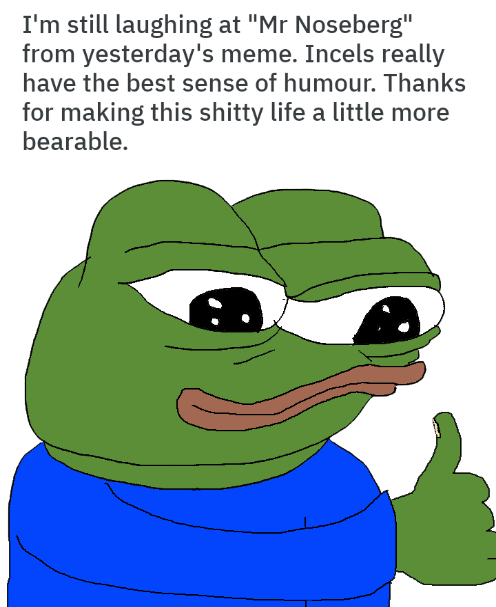 I'm still laughing at "Mr Noseberg"
from yesterday's meme. Incels really
have the best sense of humour. Thanks
for making this shitty life a little more
bearable.